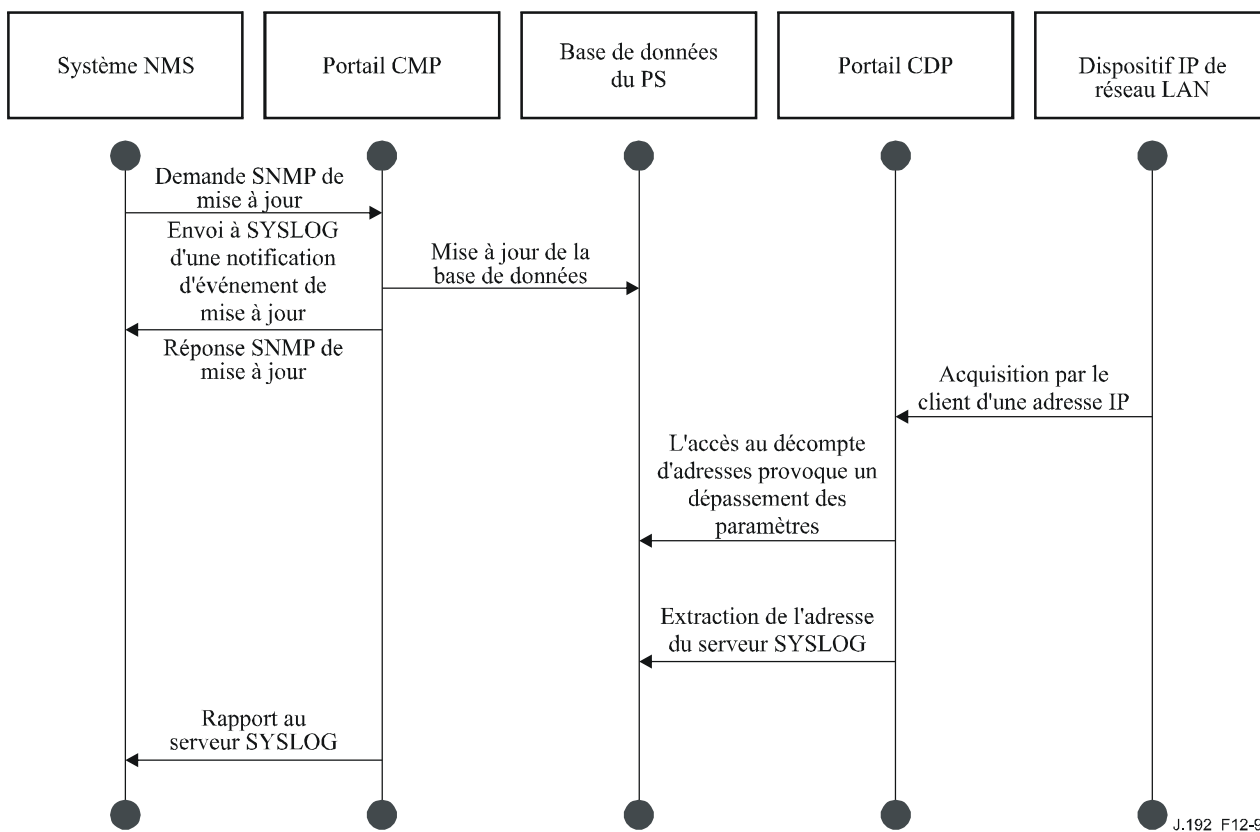 Système NMS
Portail CMP
Base de données
du PS
Portail CDP
Dispositif IP de
réseau LAN
Demande SNMP de
mise à jour
Envoi à SYSLOG
d'une notification
d'événement de
mise à jour
Mise à jour de la
base de données
Réponse SNMP de
mise à jour
Acquisition par le
client d'une adresse IP
L'accès au décompte
d'adresses provoque un
dépassement des
paramètres
Extraction de l'adresse
du serveur SYSLOG
Rapport au
serveur SYSLOG
J.192_F12-9